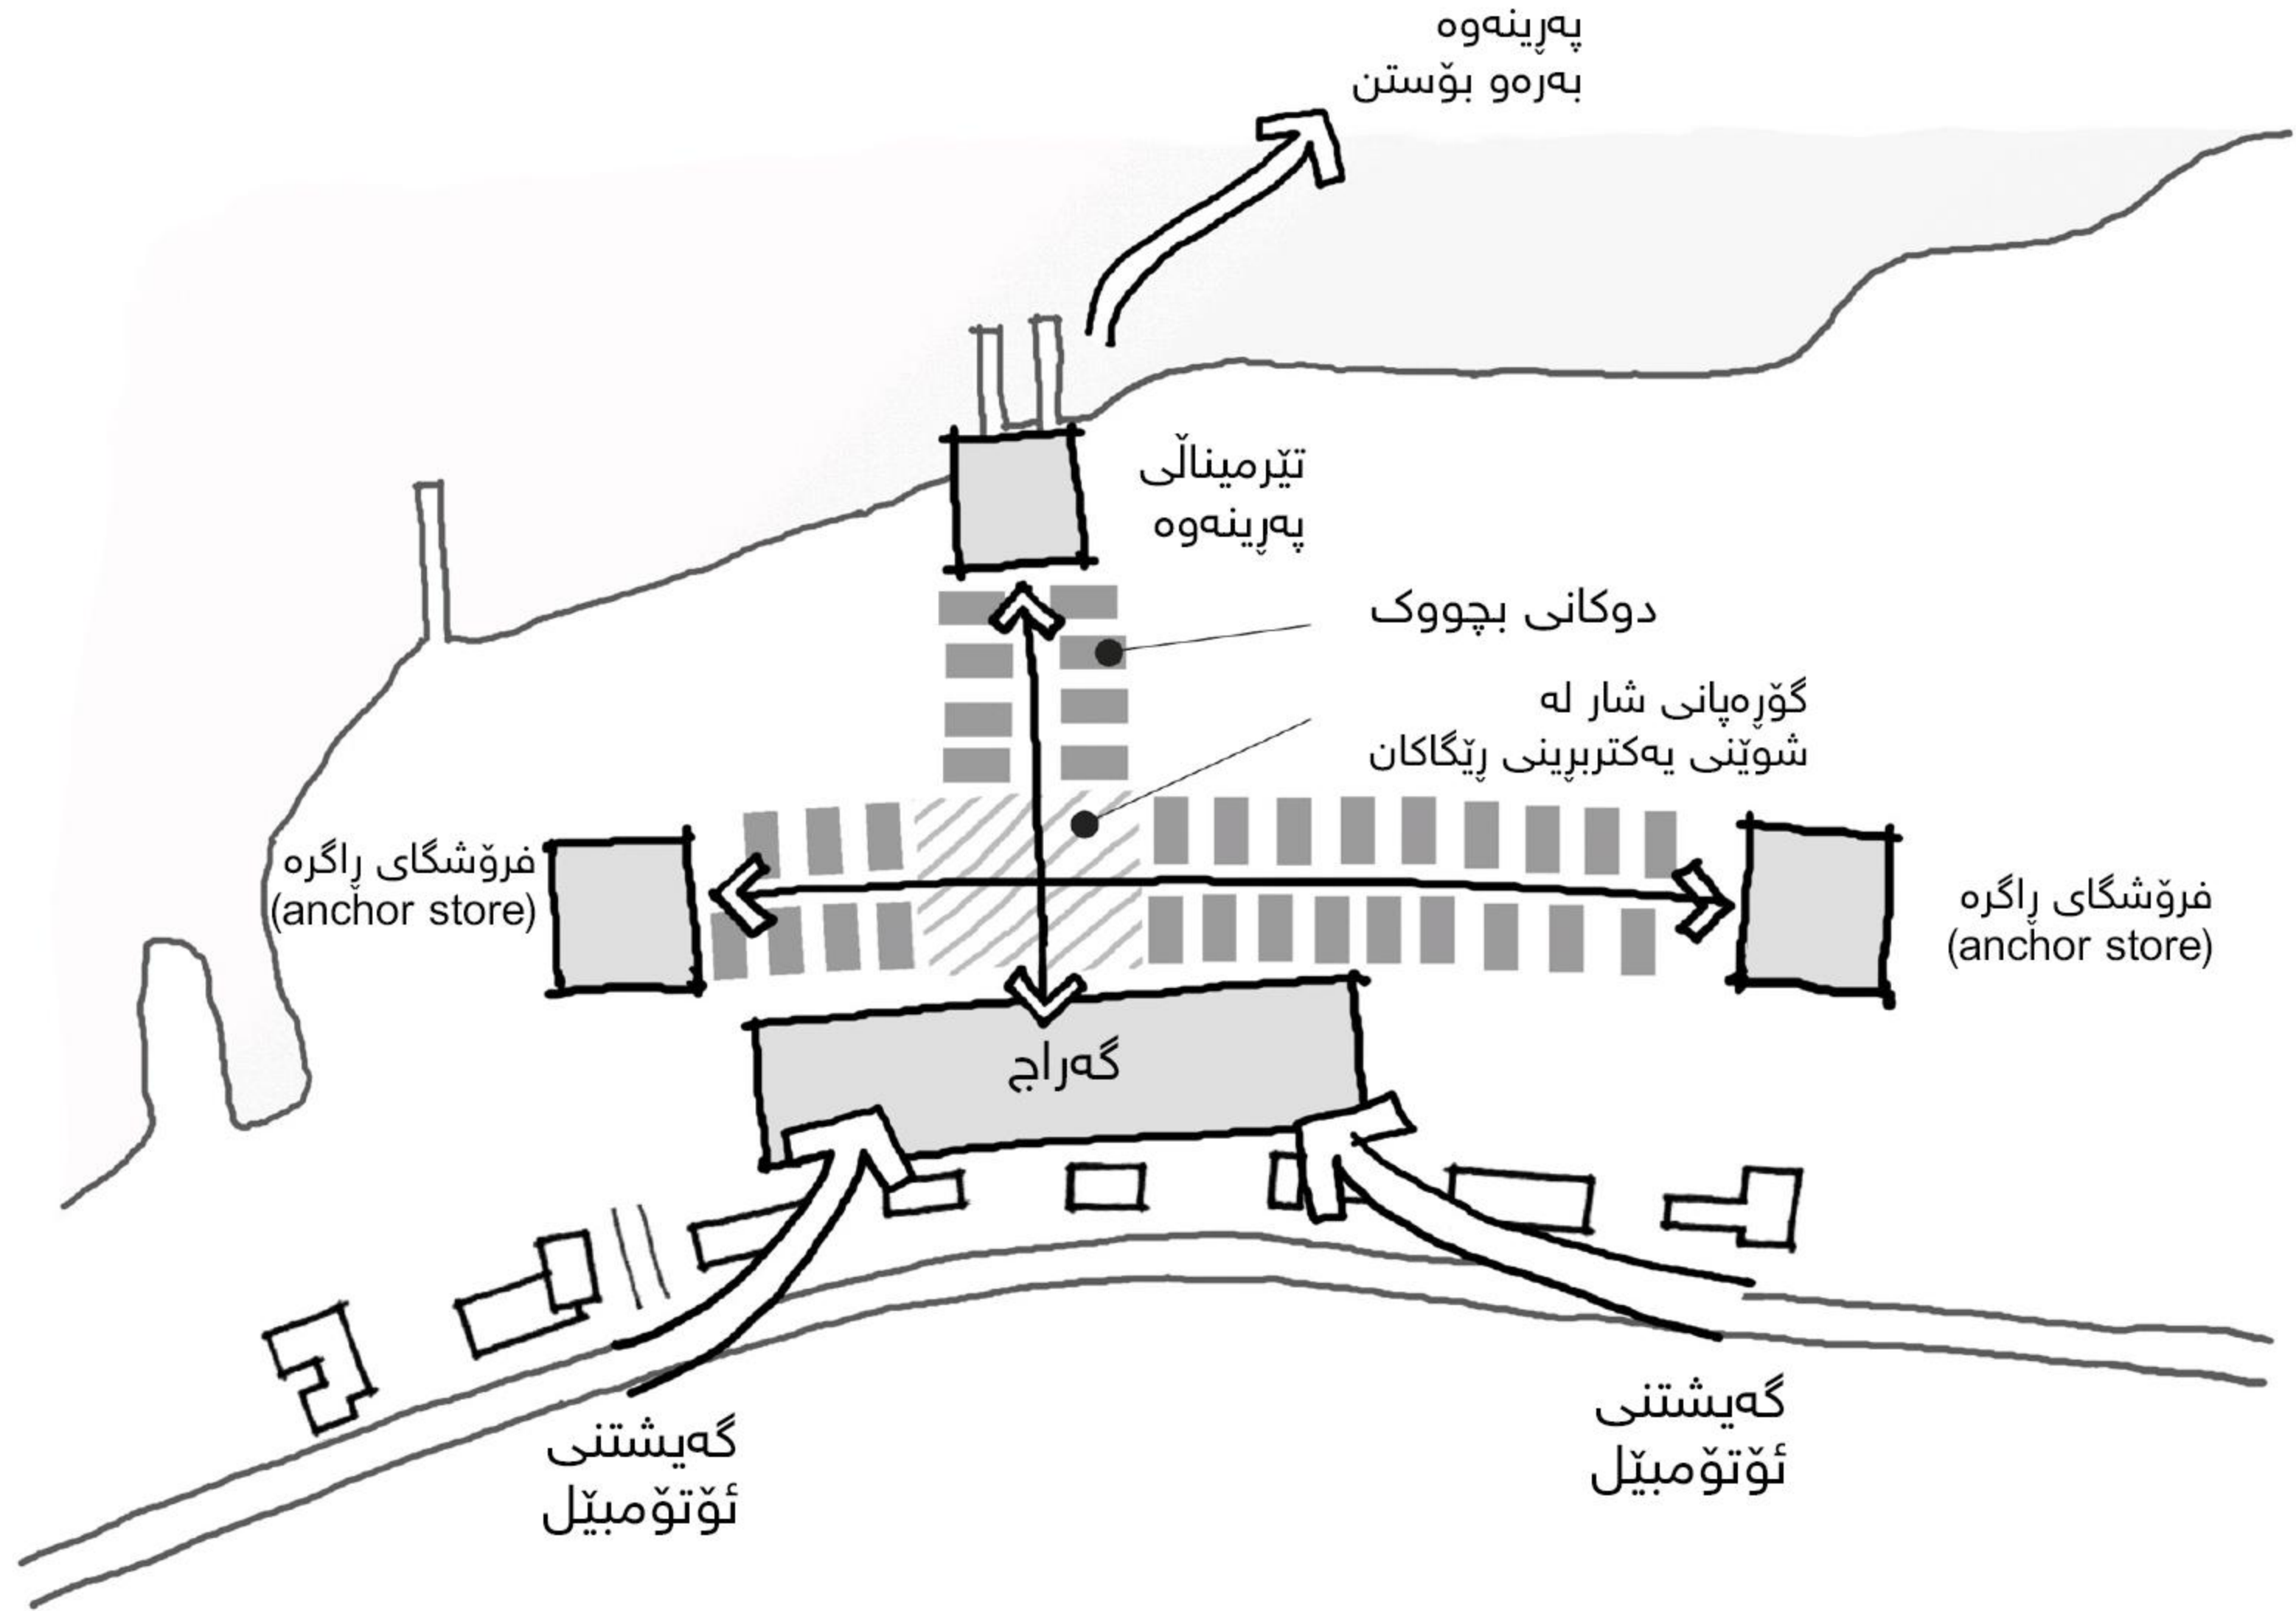 پەڕینەوە
بەرەو بۆستن
تێرمیناڵی
پەڕینەوە
دوکانی بچووک
گۆڕەپانی شار لە
شوێنی یەکتربڕینی ڕێگاکان
فرۆشگای ڕاگرە
(anchor store)
فرۆشگای ڕاگرە
(anchor store)
گەراج
گەیشتنی
ئۆتۆمبێل
گەیشتنی
ئۆتۆمبێل